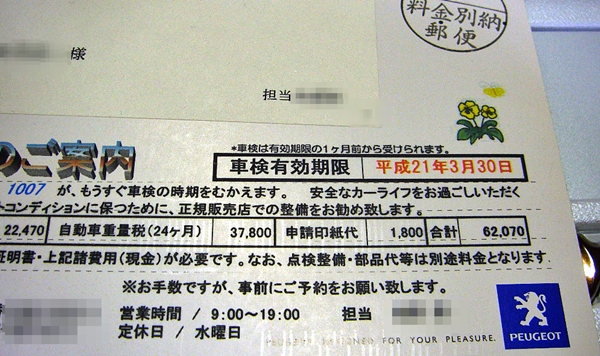 料金別納
郵便
様
担当
のご案内
*車検は有効期限の1ヶ月前から受けられます。
車検有効期限 平成21年3月30日
1007 が、もうすぐ車検の時期をむかえます。 安全なカーライフをお過ごしいただく
トコンディションに保つために、正規販売店での整備をお勧め致します。
22,470 自動車重量税(24ヶ月) 37,800 申請印紙代 1,800 合計 62,070
証明書・上記諸費用(現金)が必要です。なお、点検整備・部品代等は別途料金となります.
※お手数ですが、事前にご予約をお願い致します。
営業時間 / 9:00~19:00 担当
定休日 / 水曜日
PEUGEOT. DESIGNED FOR YOUR PLEASURE.
PEUGEOT